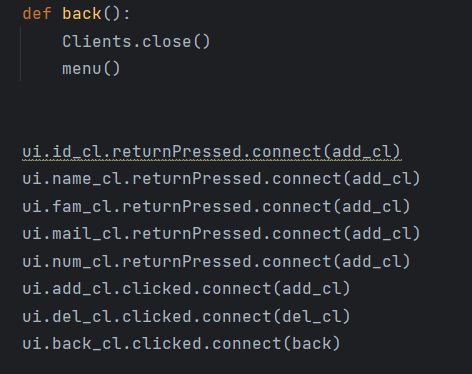 def back():
    Clients.close()
    menu()
ui.id_cl.returnPressed.connect(add_cl)
ui.name_cl.returnPressed.connect(add_cl)
ui.fam_cl.returnPressed.connect(add_cl)
ui.mail_cl.returnPressed.connect(add_cl)
ui.num_cl.returnPressed.connect(add_cl)
ui.add_cl.clicked.connect(add_cl)
ui.del_cl.clicked.connect(del_cl)
ui.back_cl.clicked.connect(back)